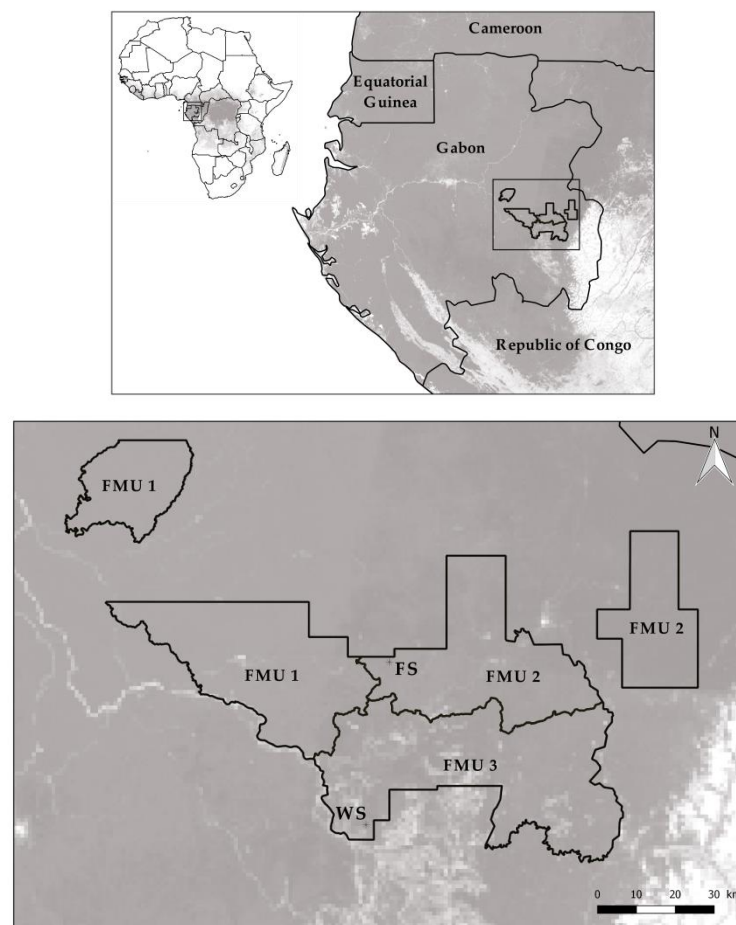 Cameroon
Equatorial
Guinea
Gabon
Republic of Congo
N
FMU 1
FMU 2
FS
FMU 1
FMU 2
FMU 3
WS
0 10 20 30 km